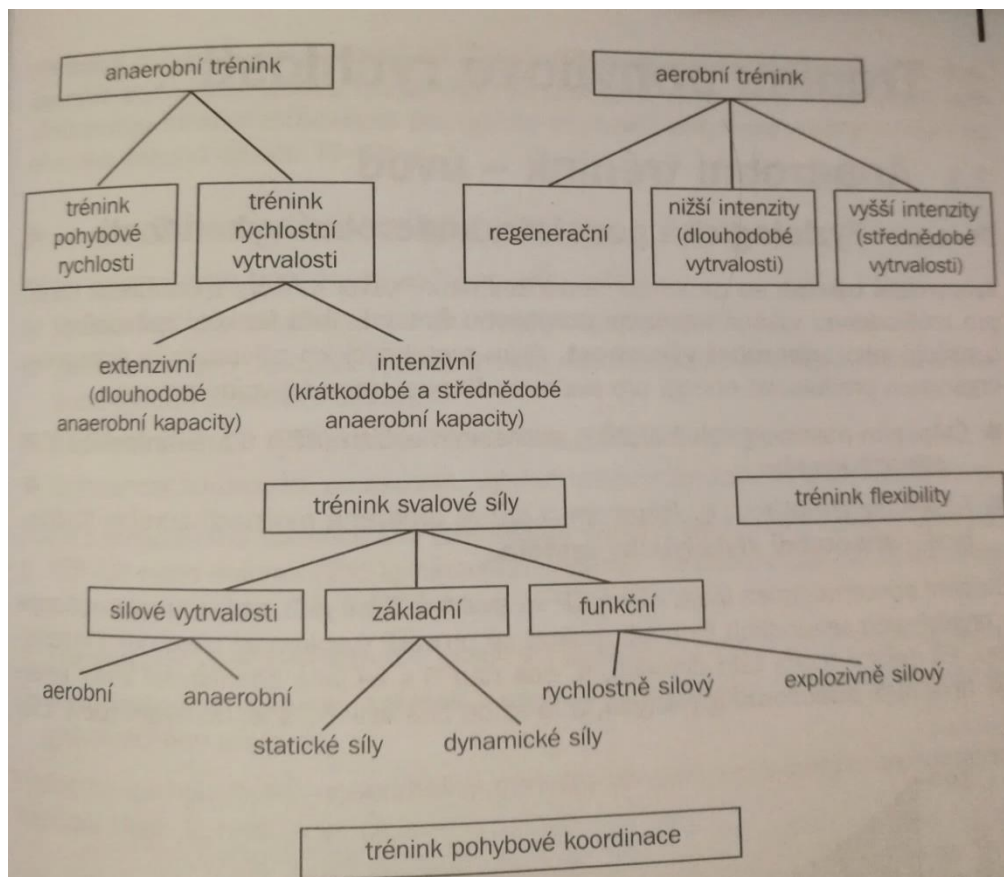 anaerobní trénink
aerobní trénink
trénink
pohybové
rychlosti
trénink
rychlostní
vytrvalosti
regenerační
nižší intenzity
(dlouhodobé
vytrvalosti)
vyšší intenzity
(střednědobé
vytrvalosti)
extenzivní
(dlouhodobé
anaerobní kapacity)
intenzivní
(krátkodobé a střednědobé
anaerobní kapacity)
trénink svalové síly
trénink flexibility
silové vytrvalosti
základní
funkční
aerobní
anaerobní
statické síly
dynamické síly
rychlostně silový
explozivně silový
trénink pohybové koordinace